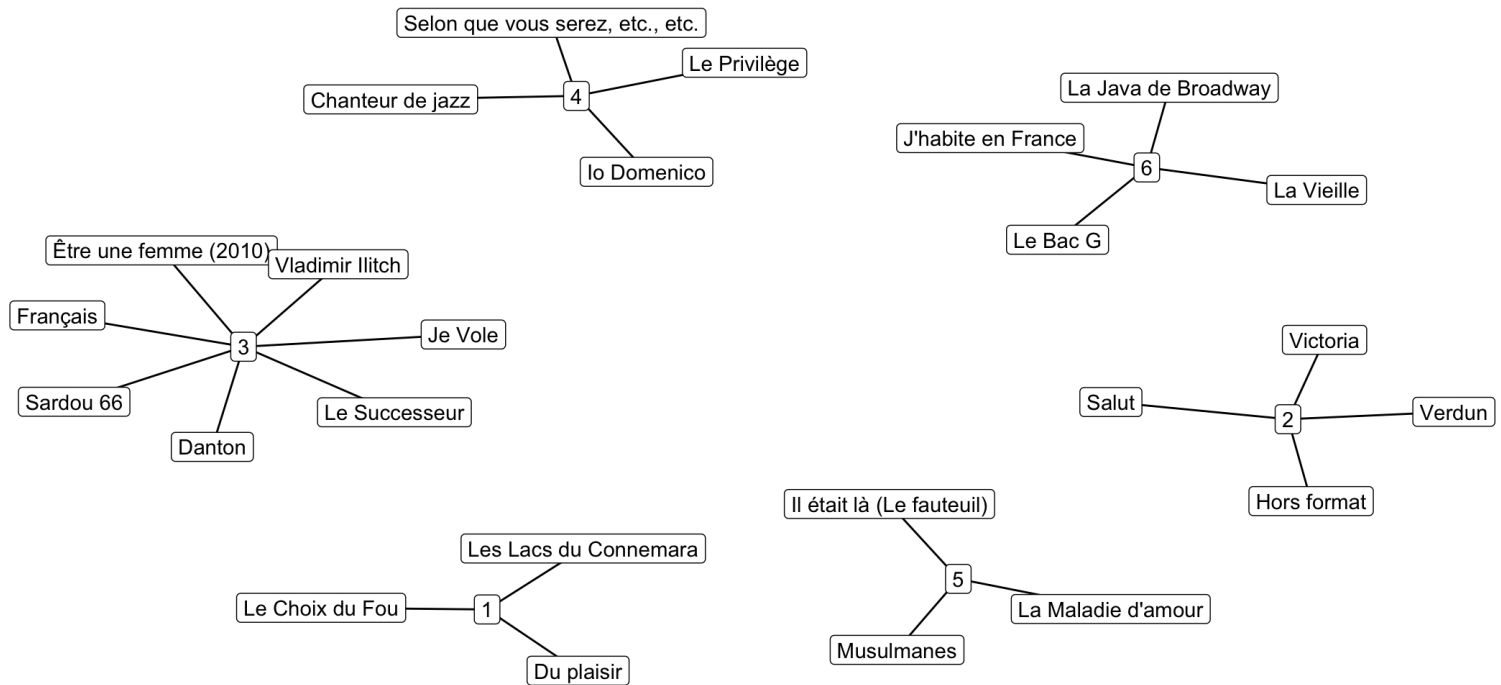 Selon que vous serez, etc., etc.
Le Privilège
4
Chanteur de jazz
Io Domenico
La Java de Broadway
J'habite en France
6
La Vieille
Le Bac G
Être une femme (2010)
Vladimir Ilitch
Français
Je Vole
3
Sardou 66
Le Successeur
Danton
Victoria
Salut
Verdun
2
Hors format
Il était là (Le fauteuil)
5
La Maladie d'amour
Musulmanes
Les Lacs du Connemara
Le Choix du Fou
1
Du plaisir